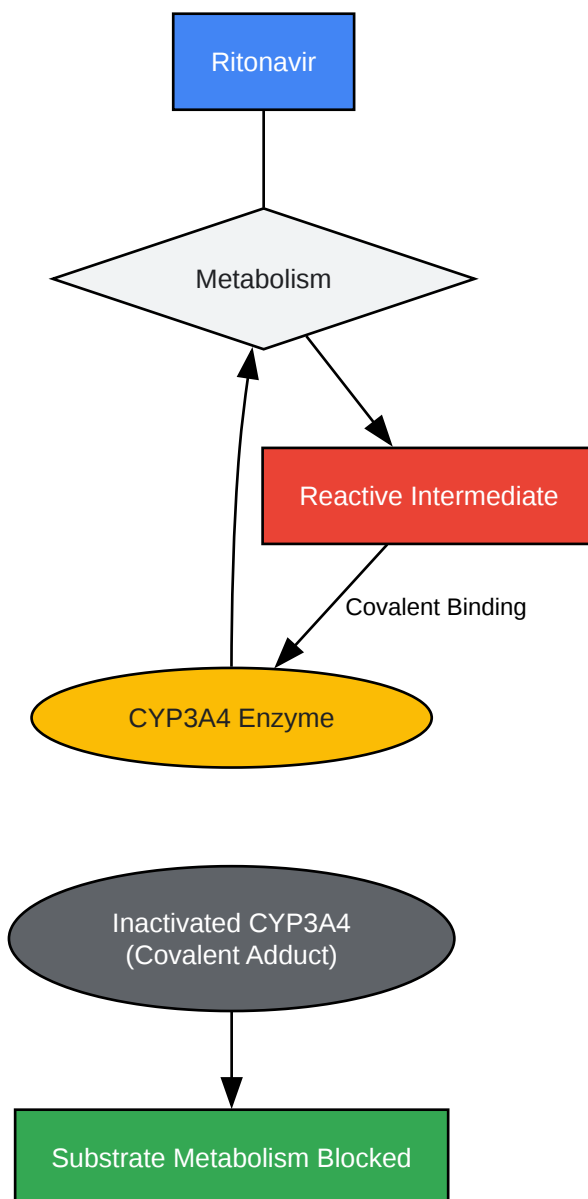 Ritonavir
Metabolism
Reactive Intermediate
Covalent Binding
CYP3A4 Enzyme
Inactivated CYP3A4
(Covalent Adduct)
Substrate Metabolism Blocked